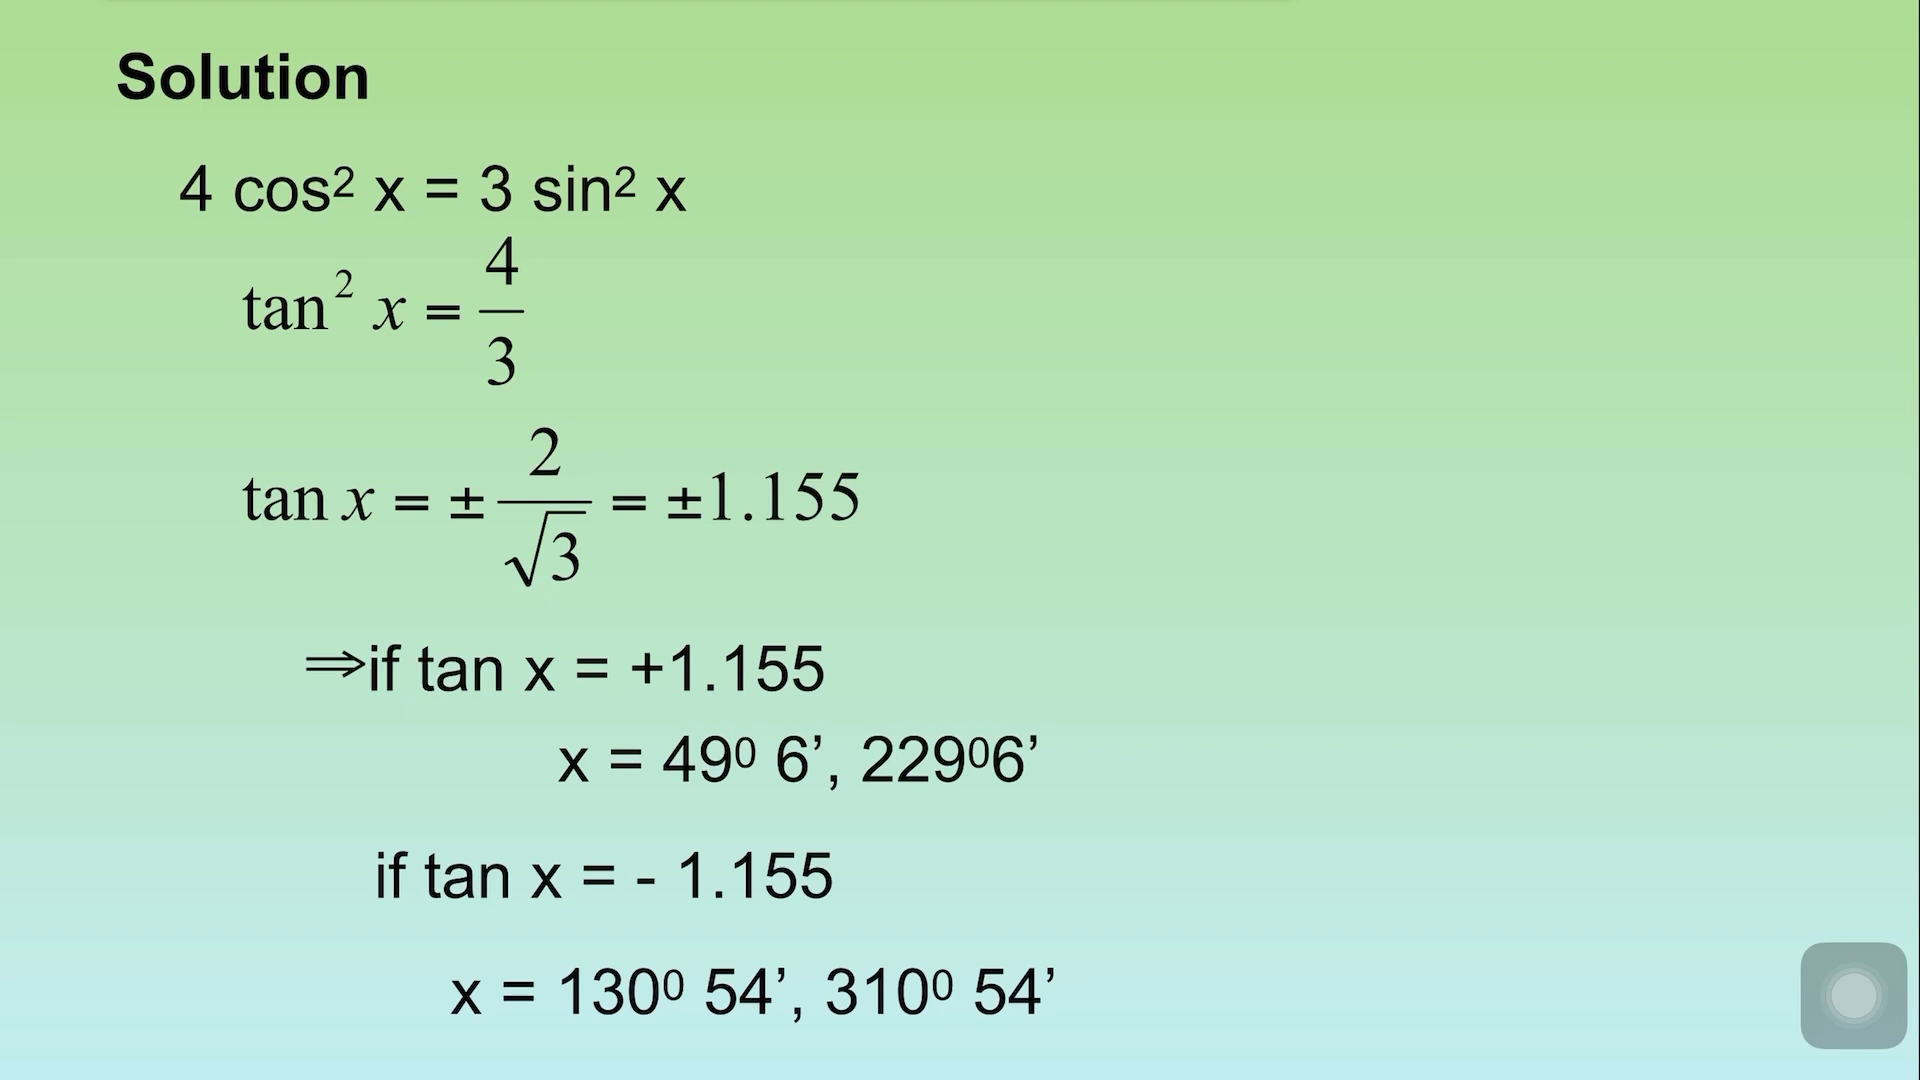 Solution
4 cos² x = 3 sin² x
tan² x = 4/3
tan x = ± 2/√3 = ±1.155
⇒if tan x = +1.155
x = 49⁰ 6’, 229⁰6’
if tan x = - 1.155
x = 130⁰ 54’, 310⁰ 54’